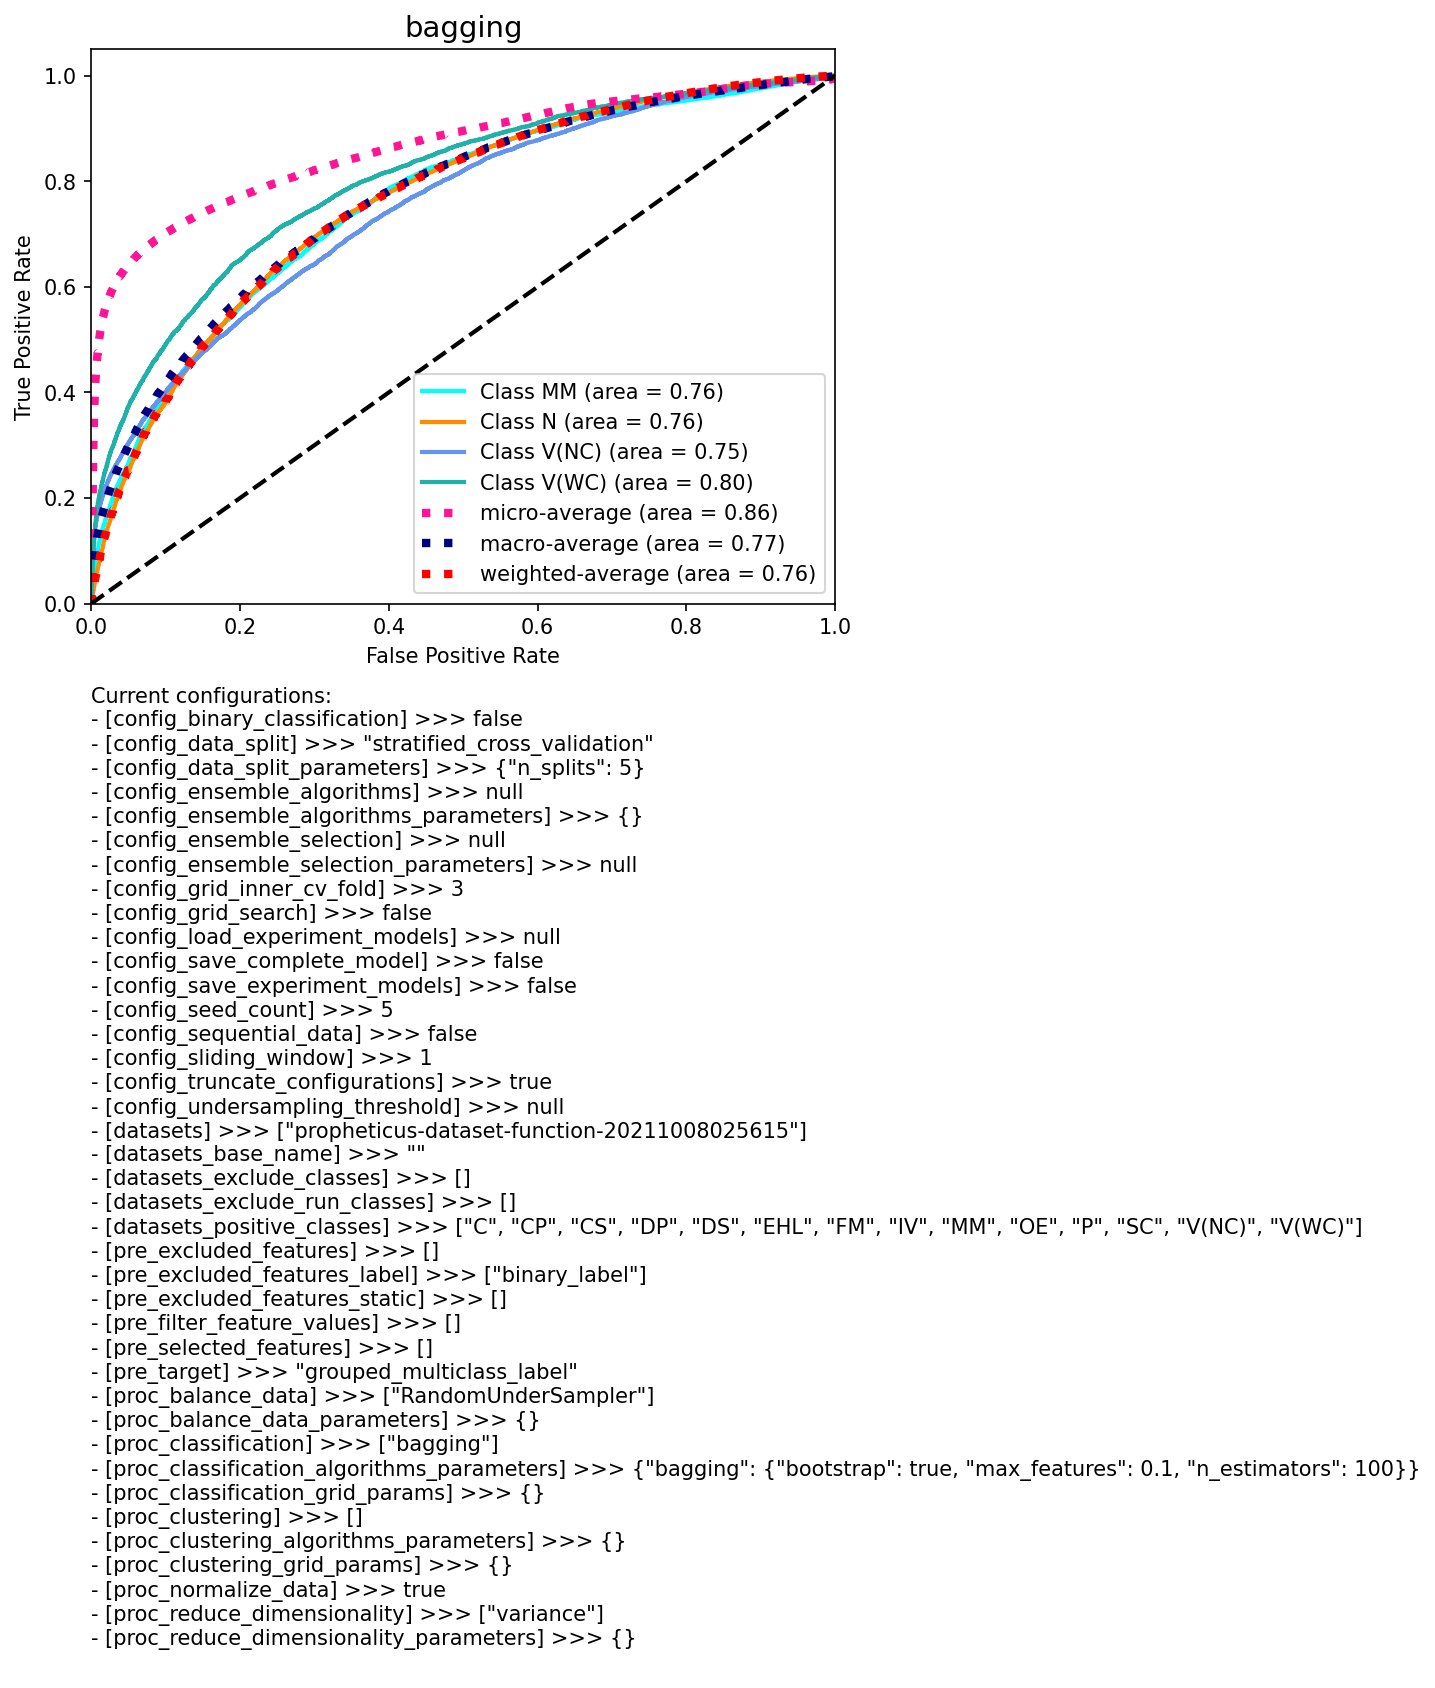 bagging
True Positive Rate
1.0
0.8
0.6
0.4
0.2
0.0
Class MM (area = 0.76)
Class N (area = 0.76)
Class V(NC) (area = 0.75)
Class V(WC) (area = 0.80)
micro-average (area = 0.86)
macro-average (area = 0.77)
weighted-average (area = 0.76)
0.0 0.2 0.4 0.6 0.8 1.0
False Positive Rate
Current configurations:
- [config_binary_classification] >>> false
- [config_data_split] >>> "stratified_cross_validation"
- [config_data_split_parameters] >>> {"n_splits": 5}
- [config_ensemble_algorithms] >>> null
- [config_ensemble_algorithms_parameters] >>> {}
- [config_ensemble_selection] >>> null
- [config_ensemble_selection_parameters] >>> null
- [config_grid_inner_cv_fold] >>> 3
- [config_grid_search] >>> false
- [config_load_experiment_models] >>> null
- [config_save_complete_model] >>> false
- [config_save_experiment_models] >>> false
- [config_seed_count] >>> 5
- [config_sequential_data] >>> false
- [config_sliding_window] >>> 1
- [config_truncate_configurations] >>> true
- [config_undersampling_threshold] >>> null
- [datasets] >>> ["propheticus-dataset-function-20211008025615"]
- [datasets_base_name] >>> ""
- [datasets_exclude_classes] >>> []
- [datasets_exclude_run_classes] >>> []
- [datasets_positive_classes] >>> ["C", "CP", "CS", "DP", "DS", "EHL", "FM", "IV", "MM", "OE", "P", "SC", "V(NC)", "V(WC)"]
- [pre_excluded_features] >>> []
- [pre_excluded_features_label] >>> ["binary_label"]
- [pre_excluded_features_static] >>> []
- [pre_filter_feature_values] >>> []
- [pre_selected_features] >>> []
- [pre_target] >>> "grouped_multiclass_label"
- [proc_balance_data] >>> ["RandomUnderSampler"]
- [proc_balance_data_parameters] >>> {}
- [proc_classification] >>> ["bagging"]
- [proc_classification_algorithms_parameters] >>> {"bagging": {"bootstrap": true, "max_features": 0.1, "n_estimators": 100}}
- [proc_classification_grid_params] >>> {}
- [proc_clustering] >>> []
- [proc_clustering_algorithms_parameters] >>> {}
- [proc_clustering_grid_params] >>> {}
- [proc_normalize_data] >>> true
- [proc_reduce_dimensionality] >>> ["variance"]
- [proc_reduce_dimensionality_parameters] >>> {}